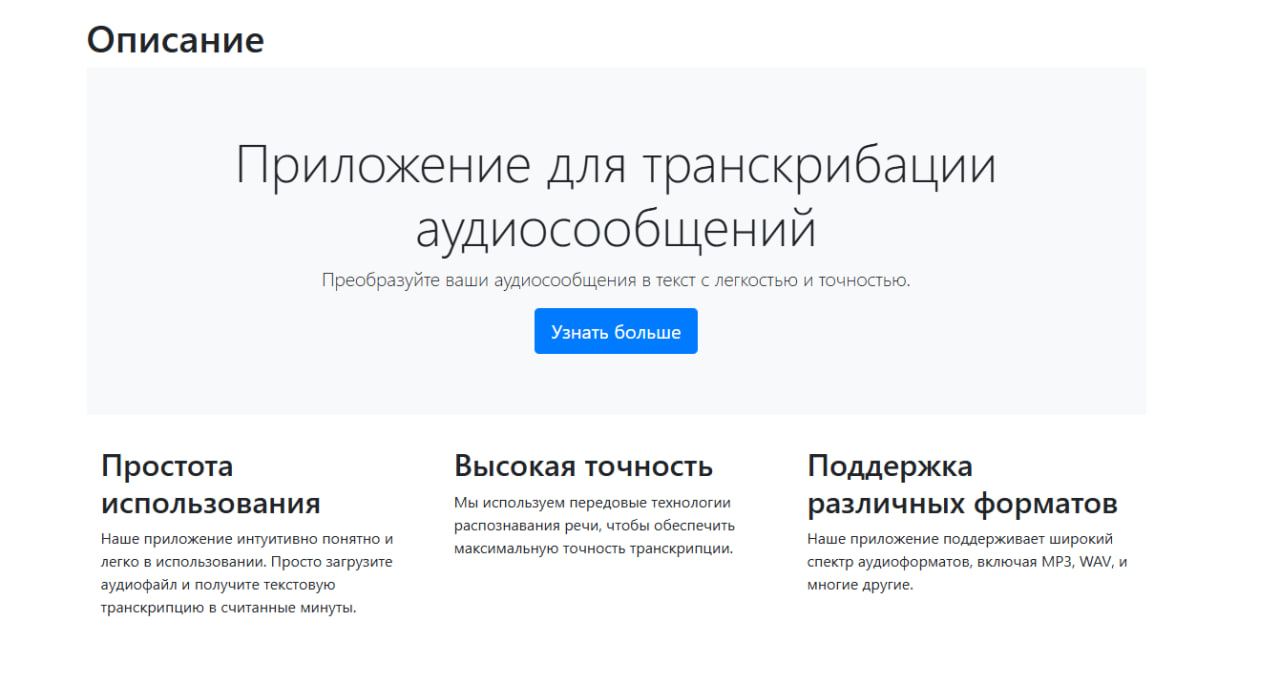 Описание
Приложение для транскрибации
аудиосообщений
Преобразуйте ваши аудиосообщения в текст с легкостью и точностью.
Узнать больше
Простота
использования
Наше приложение интуитивно понятно и
легко в использовании. Просто загрузите
аудиофайл и получите текстовую
транскрипцию в считанные минуты.
Высокая точность
Мы используем передовые технологии
распознавания речи, чтобы обеспечить
максимальную точность транскрипции.
Поддержка
различных форматов
Наше приложение поддерживает широкий
спектр аудиоформатов, включая MP3, WAV, и
многие другие.